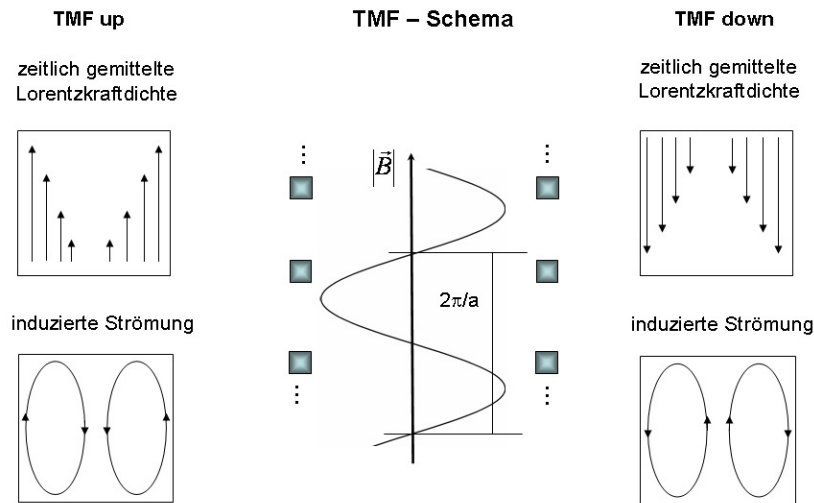 TMF up
zeitlich gemittelte
Lorentzkraftdichte
induzierte Strömung
TMF – Schema
|B⃗|
2π/a
TMF down
zeitlich gemittelte
Lorentzkraftdichte
induzierte Strömung